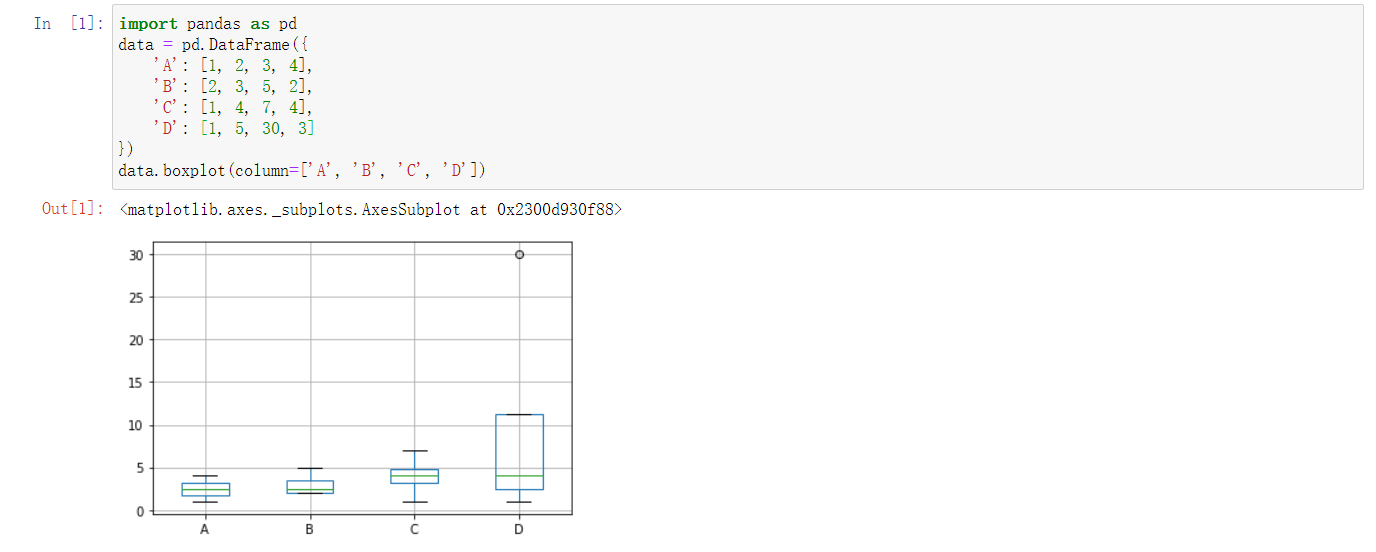 In [1]: import pandas as pd
data = pd.DataFrame({
    'A': [1, 2, 3, 4],
    'B': [2, 3, 5, 2],
    'C': [1, 4, 7, 4],
    'D': [1, 5, 30, 3]
})
data.boxplot(column=['A', 'B', 'C', 'D'])
Out[1]: <matplotlib.axes._subplots.AxesSubplot at 0x2300d930f88>
30
25
20
15
10
5
0
A B C D